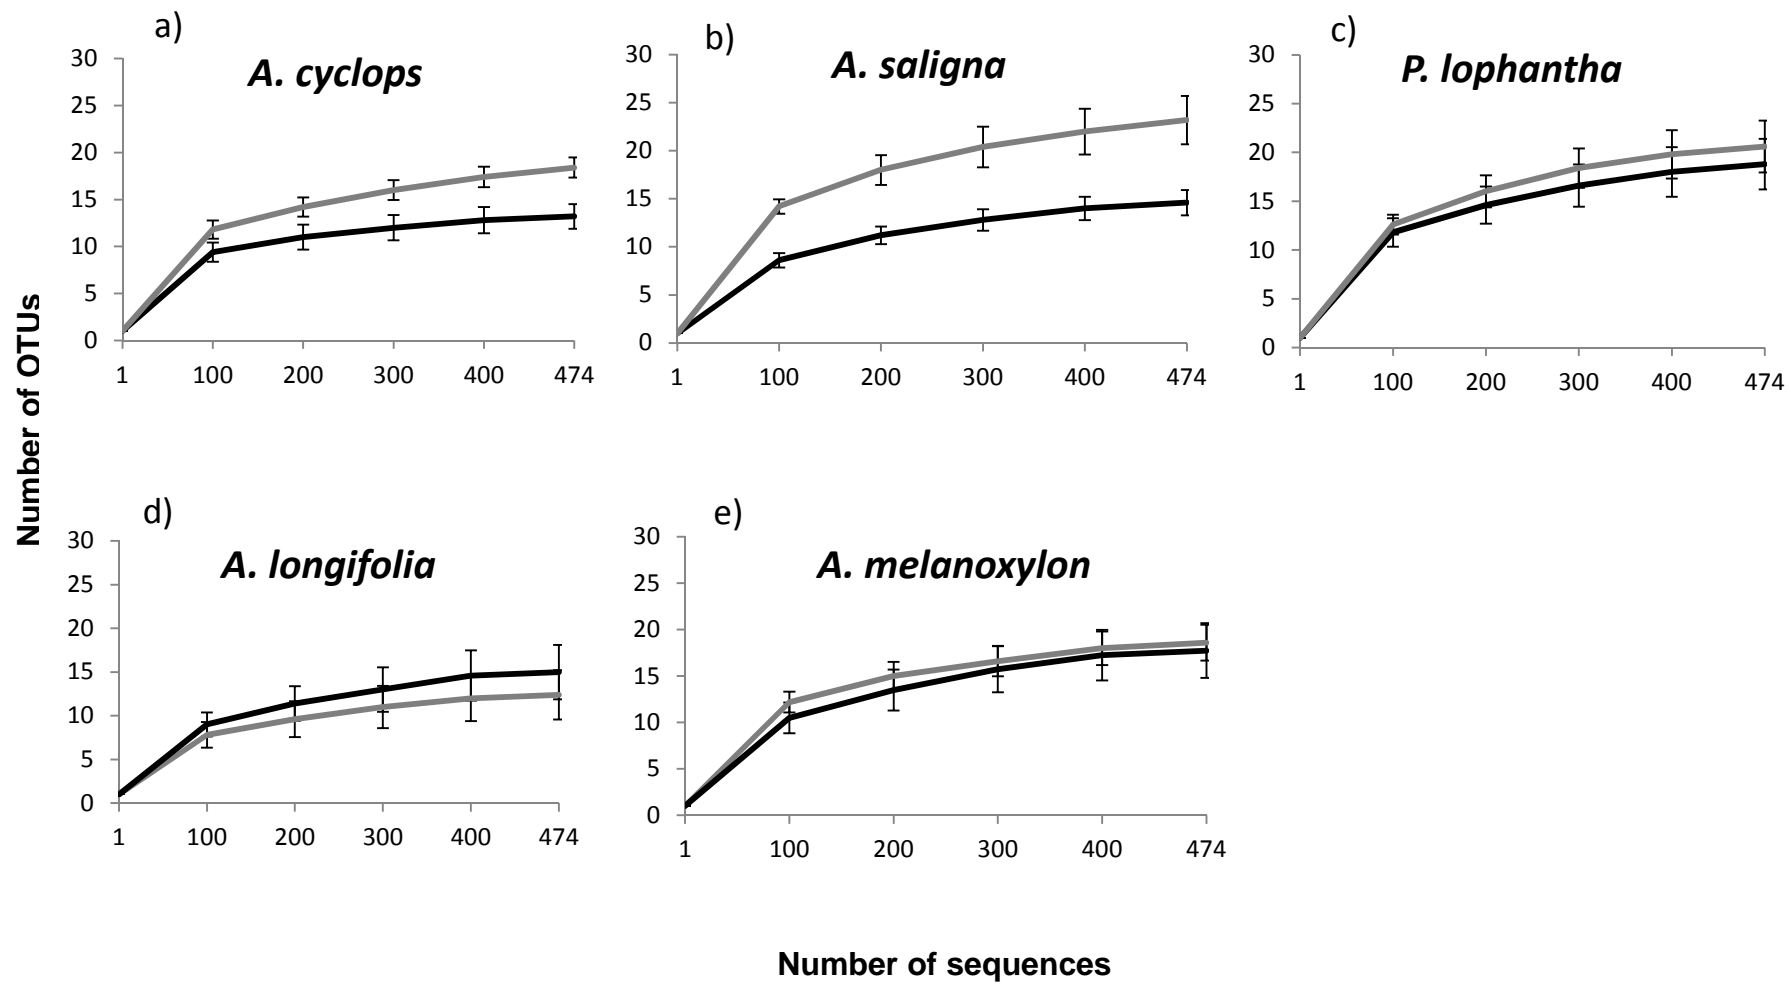 a)
A. cyclops
30
25
20
15
10
5
0
1 100 200 300 400 474
b)
A. saligna
30
25
20
15
10
5
0
1 100 200 300 400 474
c)
P. lophantha
30
25
20
15
10
5
0
1 100 200 300 400 474
Number of OTUs
d)
A. longifolia
30
25
20
15
10
5
0
1 100 200 300 400 474
e)
A. melanoxylon
30
25
20
15
10
5
0
1 100 200 300 400 474
Number of sequences